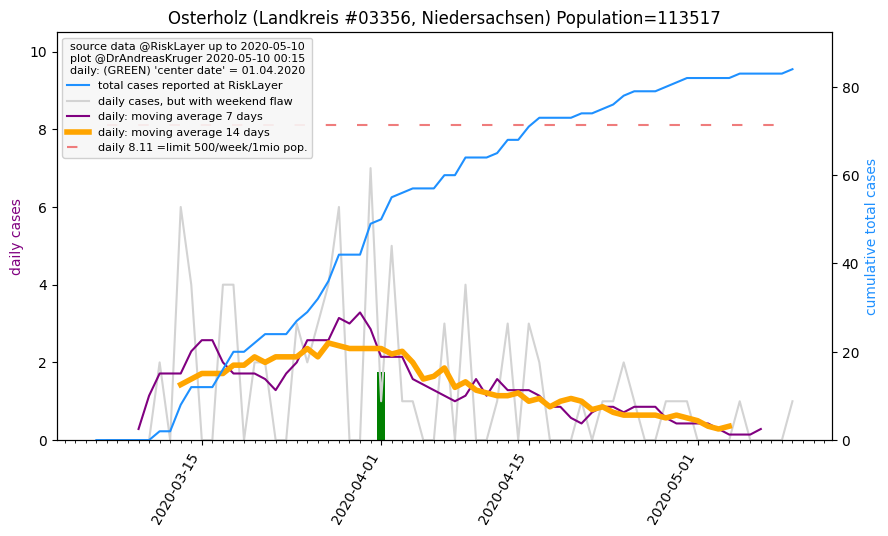 Osterholz (Landkreis #03356, Niedersachsen) Population=113517
source data @RiskLayer up to 2020-05-10
plot @DrAndreasKruger 2020-05-10 00:15
daily: (GREEN) 'center date' = 01.04.2020
total cases reported at RiskLayer
daily cases, but with weekend flaw
daily: moving average 7 days
daily: moving average 14 days
daily 8.11 =limit 500/week/1mio pop.
daily cases
10
8
6
4
2
0
cumulative total cases
80
60
40
20
0
2020-03-15
2020-04-01
2020-04-15
2020-05-01